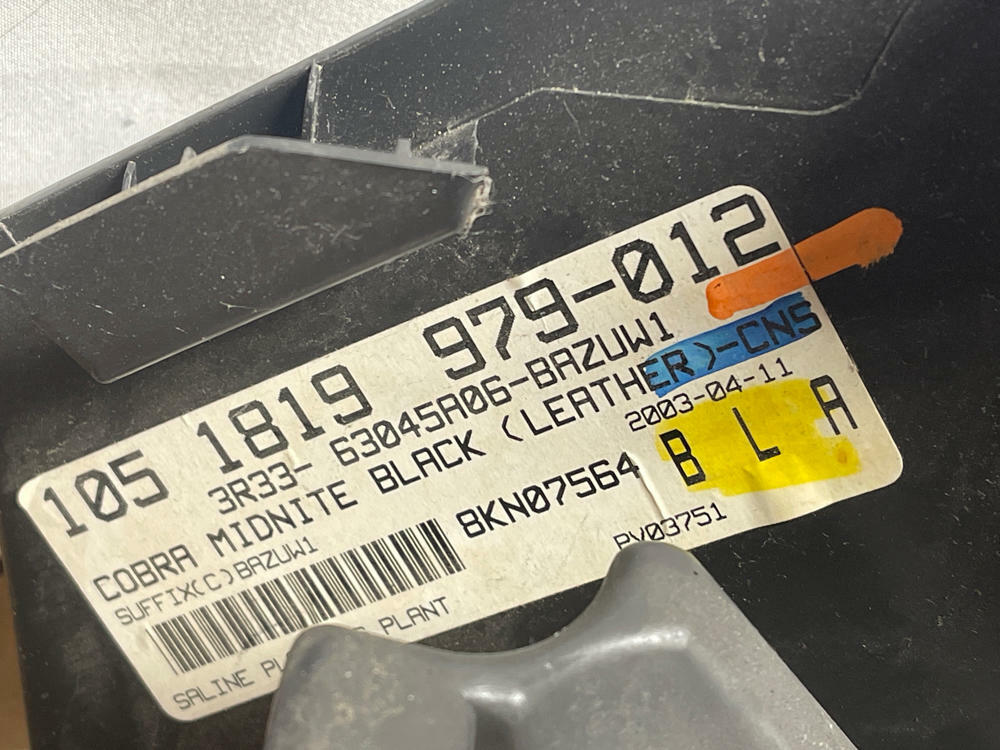 105 1819 979-012
3R33- 63045A06-BAZUW1
COBRA MIDNITE BLACK (LEATHER)-CNS
SUFFIX(C)BAZUW1
8KN07564
2003-04-11
B L A
PV03751
SALINE PLANT